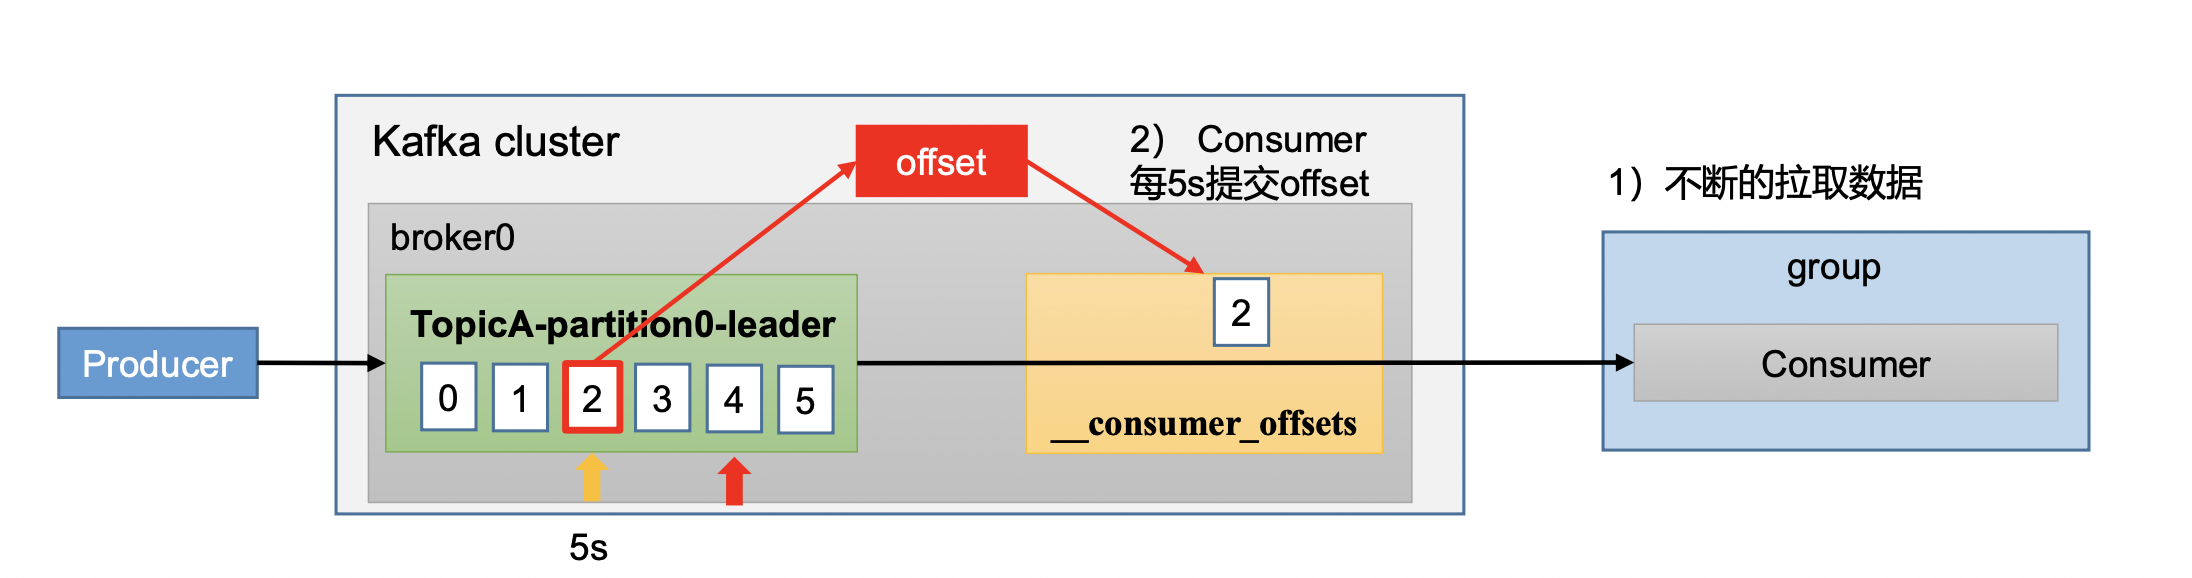 Kafka cluster
offset
2） Consumer
每5s提交offset
1）不断的拉取数据
broker0
group
TopicA-partition0-leader
2
Producer
Consumer
0 1 2 3 4 5
__consumer_offsets
5s